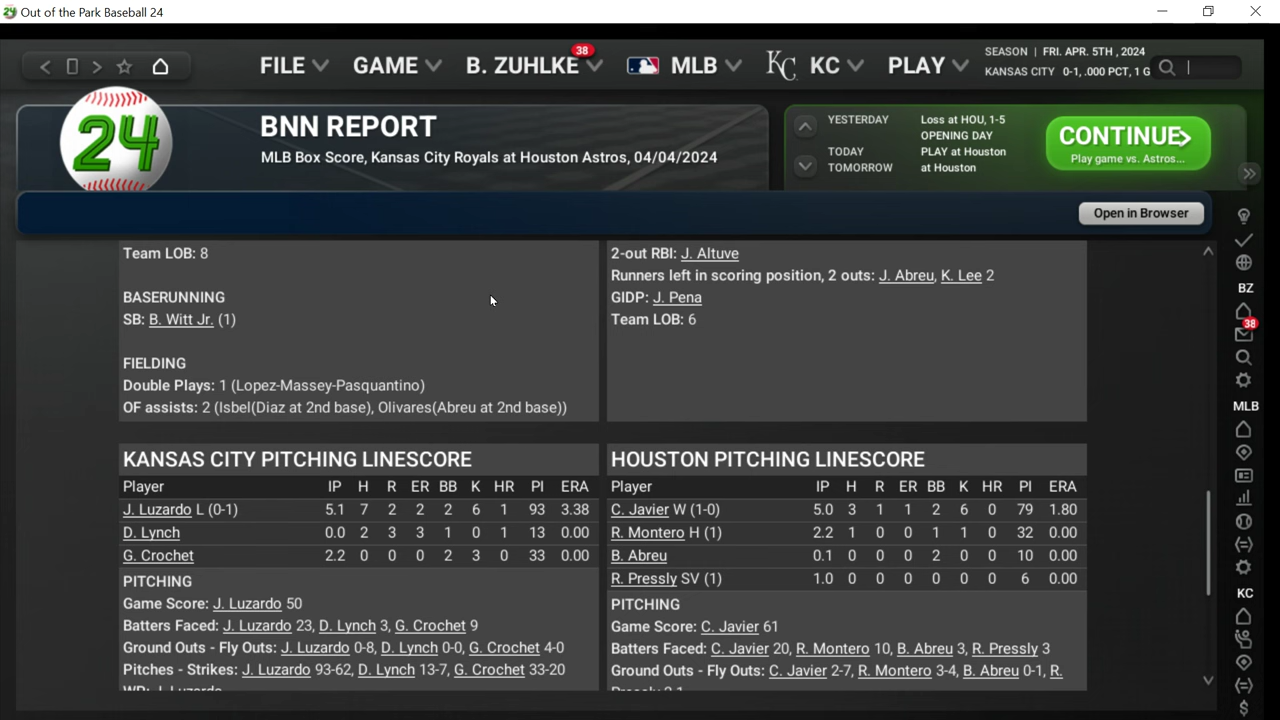 Out of the Park Baseball 24
FILE GAME B. ZUHLKE 38 MLB KC KC PLAY
SEASON | FRI. APR. 5TH , 2024
KANSAS CITY 0-1, .000 PCT, 1 G
24
BNN REPORT
MLB Box Score, Kansas City Royals at Houston Astros, 04/04/2024
YESTERDAY Loss at HOU, 1-5
OPENING DAY
TODAY PLAY at Houston
TOMORROW at Houston
CONTINUE
Play game vs. Astros...
Open in Browser
Team LOB: 8
BASERUNNING
SB: B. Witt Jr. (1)
FIELDING
Double Plays: 1 (Lopez-Massey-Pasquantino)
OF assists: 2 (Isbel(Diaz at 2nd base), Olivares(Abreu at 2nd base))
2-out RBI: J. Altuve
Runners left in scoring position, 2 outs: J. Abreu, K. Lee 2
GIDP: J. Pena
Team LOB: 6
KANSAS CITY PITCHING LINESCORE
Player IP H R ER BB K HR PI ERA
J. Luzardo L (0-1) 5.1 7 2 2 2 6 1 93 3.38
D. Lynch 0.0 2 3 3 1 0 1 13 0.00
G. Crochet 2.2 0 0 0 2 3 0 33 0.00
PITCHING
Game Score: J. Luzardo 50
Batters Faced: J. Luzardo 23, D. Lynch 3, G. Crochet 9
Ground Outs - Fly Outs: J. Luzardo 0-8, D. Lynch 0-0, G. Crochet 4-0
Pitches - Strikes: J. Luzardo 93-62, D. Lynch 13-7, G. Crochet 33-20
WP: J. Luzardo
HOUSTON PITCHING LINESCORE
Player IP H R ER BB K HR PI ERA
C. Javier W (1-0) 5.0 3 1 1 2 6 0 79 1.80
R. Montero H (1) 2.2 1 0 0 1 1 0 32 0.00
B. Abreu 0.1 0 0 0 2 0 0 10 0.00
R. Pressly SV (1) 1.0 0 0 0 0 0 0 6 0.00
PITCHING
Game Score: C. Javier 61
Batters Faced: C. Javier 20, R. Montero 10, B. Abreu 3, R. Pressly 3
Ground Outs - Fly Outs: C. Javier 2-7, R. Montero 3-4, B. Abreu 0-1, R.
Pressly 2-1
BZ
38
MLB
KC